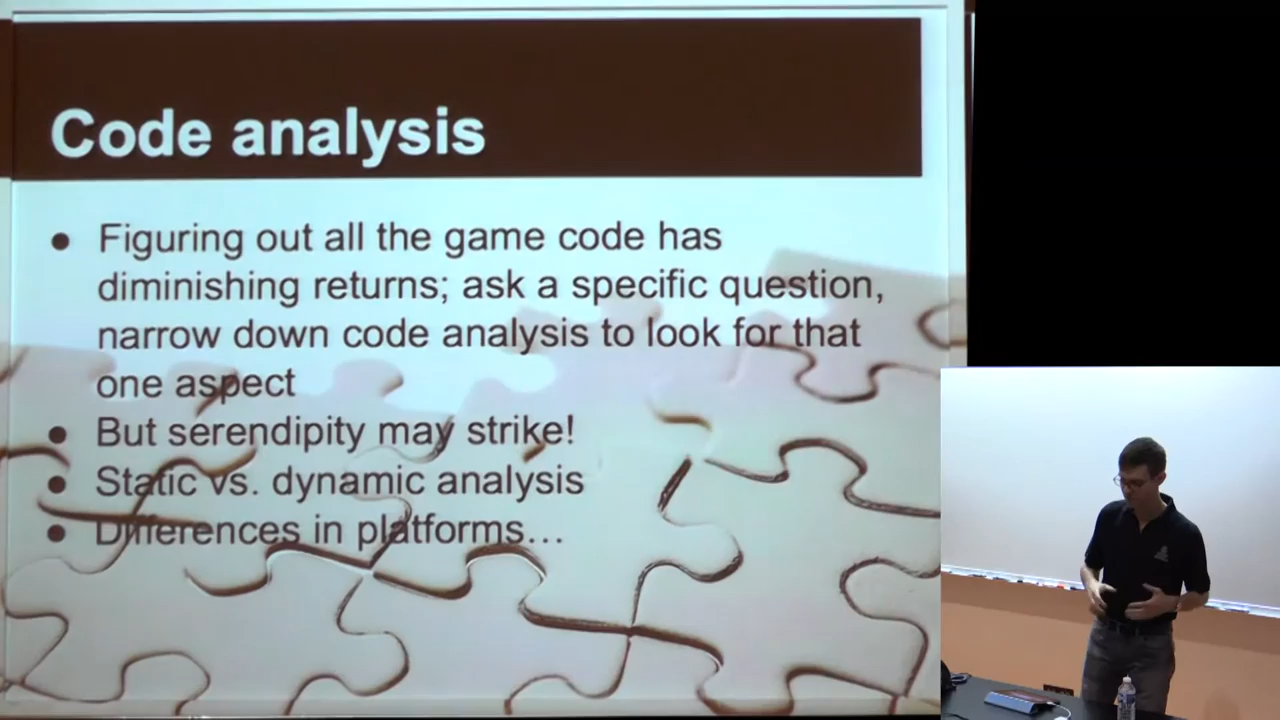 Code analysis
● Figuring out all the game code has
diminishing returns; ask a specific question,
narrow down code analysis to look for that
one aspect
● But serendipity may strike!
● Static vs. dynamic analysis
● Differences in platforms…